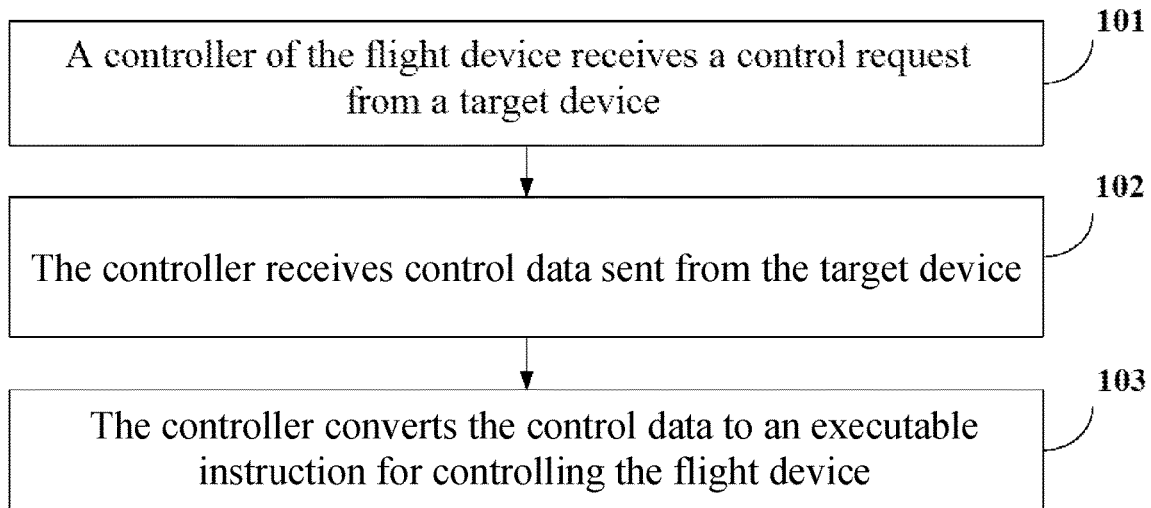 101
A controller of the flight device receives a control request
from a target device
102
The controller receives control data sent from the target device
103
The controller converts the control data to an executable
instruction for controlling the flight device